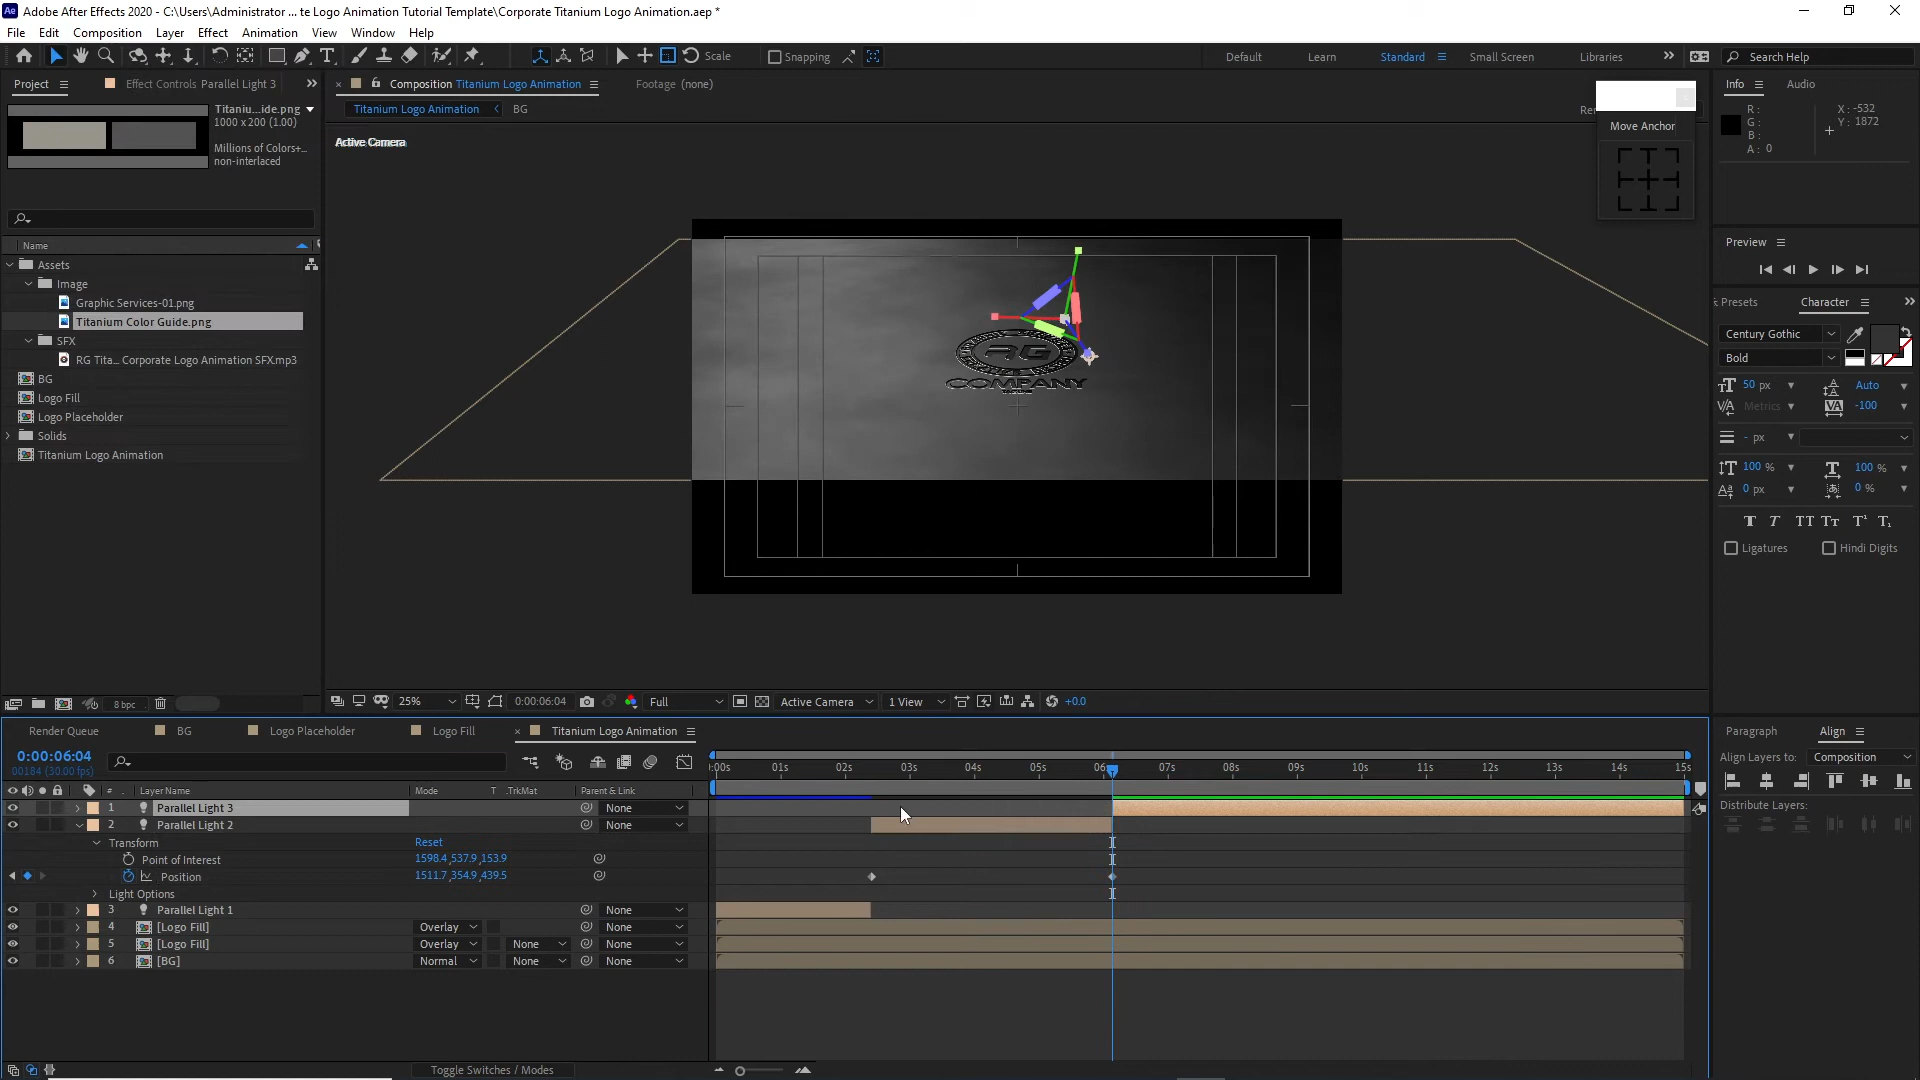 Adobe After Effects 2020 - C:\Users\Administrator ... te Logo Animation Tutorial Template\Corporate Titanium Logo Animation.aep *
File Edit Composition Layer Effect Animation View Window Help
Scale Snapping Default Learn Standard Small Screen Libraries Search Help
Project Effect Controls Parallel Light 3
Composition Titanium Logo Animation Footage (none)
Info Audio
Titaniu...ide.png
1000 x 200 (1.00)
Millions of Colors+...
non-interlaced
Titanium Logo Animation BG
Active Camera
Move Anchor
R :
G :
B :
A : 0
X : -532
Y : 1872
Name
Assets
Image
Graphic Services-01.png
Titanium Color Guide.png
SFX
RG Tita... Corporate Logo Animation SFX.mp3
BG
Logo Fill
Logo Placeholder
Solids
Titanium Logo Animation
RG
COMPANY
Preview
Presets Character
Century Gothic
Bold
50 px Auto
Metrics -100
- px
100 % 100 %
0 px 0 %
Ligatures Hindi Digits
8 bpc
25% 0:00:06:04 Full Active Camera 1 View +0.0
Render Queue BG Logo Placeholder Logo Fill Titanium Logo Animation
0:00:06:04
00184 (30.00 fps)
:00s 01s 02s 03s 04s 05s 06 07s 08s 09s 10s 11s 12s 13s 14s 15s
# Layer Name Mode T .TrkMat Parent & Link
1 Parallel Light 3 None
2 Parallel Light 2 None
Transform Reset
Point of Interest 1598.4,537.9,153.9
Position 1511.7,354.9,439.5
Light Options
3 Parallel Light 1 None
4 [Logo Fill] Overlay None
5 [Logo Fill] Overlay None None
6 [BG] Normal None None
Toggle Switches / Modes
Paragraph Align
Align Layers to: Composition
Distribute Layers: